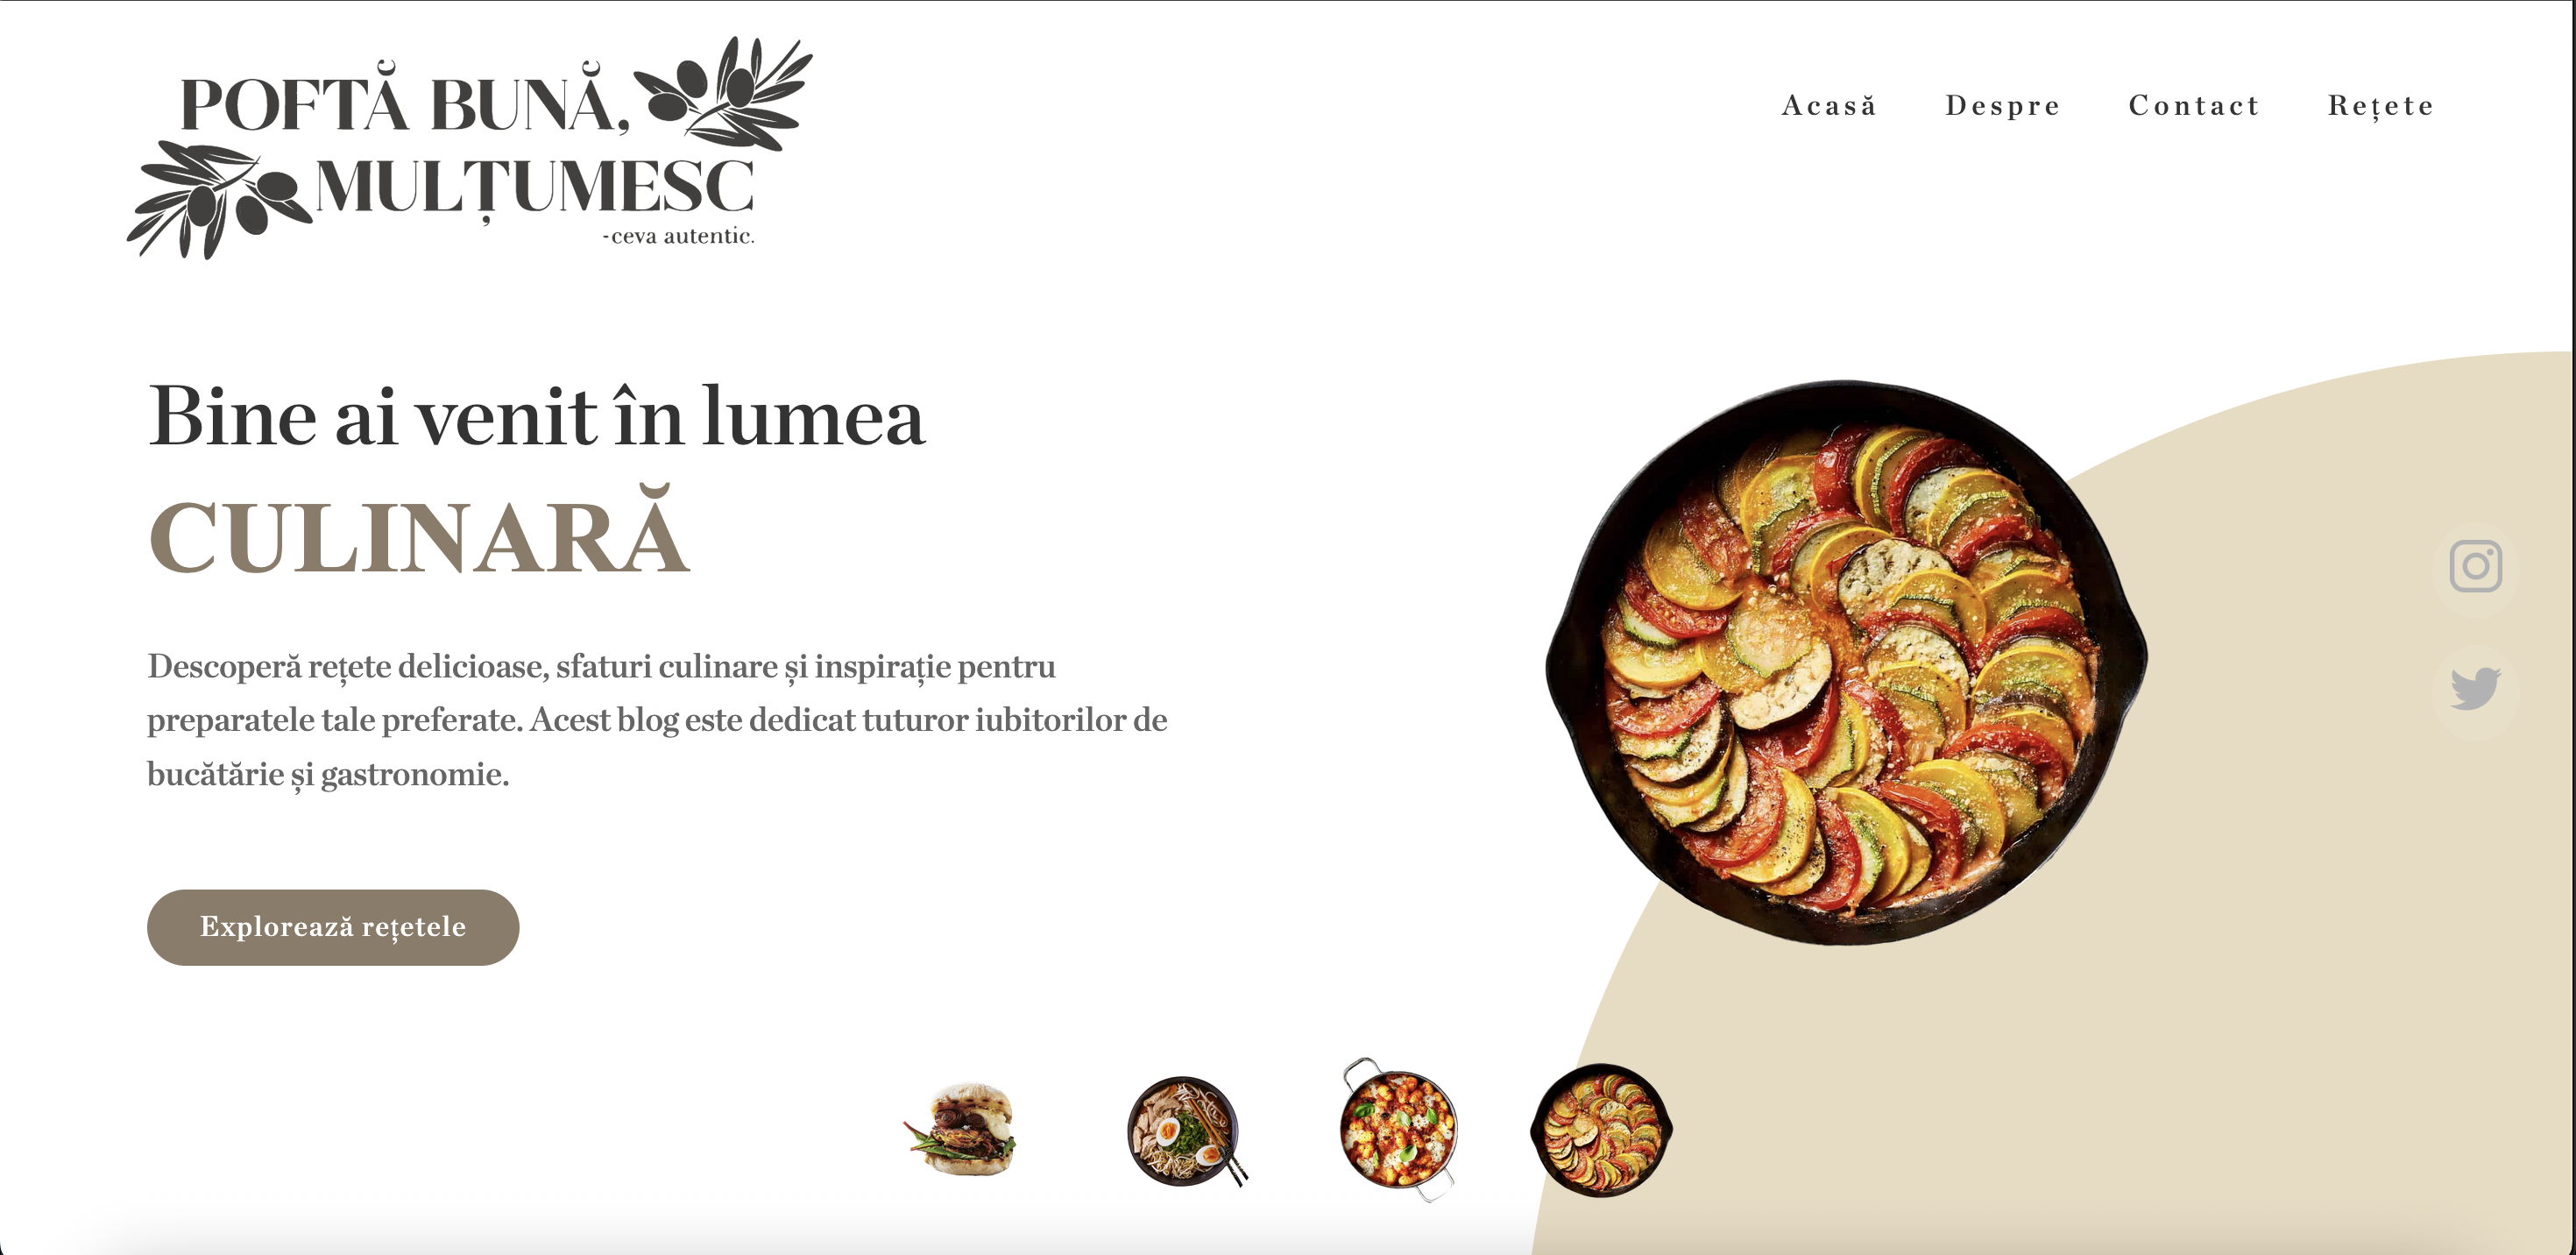 POFTĂ BUNĂ,
MULȚUMESC
-ceva autentic.
Acasă Despre Contact Rețete
Bine ai venit în lumea
CULINARĂ
Descoperă rețete delicioase, sfaturi culinare și inspirație pentru
preparatele tale preferate. Acest blog este dedicat tuturor iubitorilor de
bucătărie și gastronomie.
Explorează rețetele